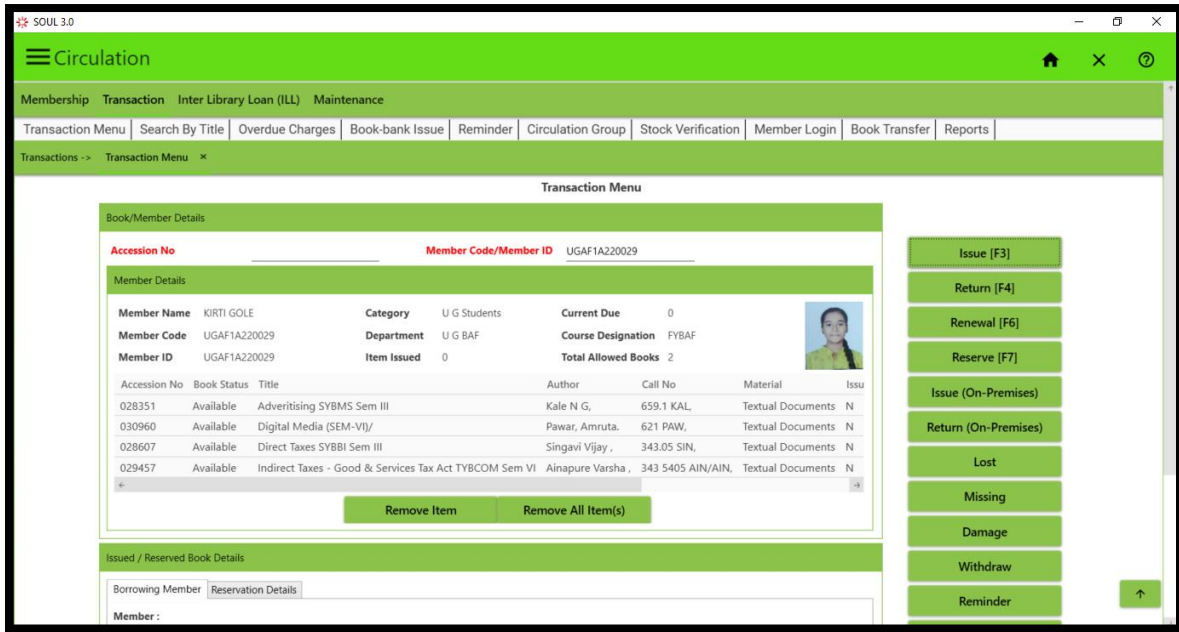 SOUL 3.0
Circulation
Membership Transaction Inter Library Loan (ILL) Maintenance
Transaction Menu Search By Title Overdue Charges Book-bank Issue Reminder Circulation Group Stock Verification Member Login Book Transfer Reports
Transactions -> Transaction Menu ×
Transaction Menu
Book/Member Details
Accession No Member Code/Member ID UGAF1A220029
Member Details
Member Name KIRTI GOLE Category U G Students Current Due 0
Member Code UGAF1A220029 Department U G BAF Course Designation FYBAF
Member ID UGAF1A220029 Item Issued 0 Total Allowed Books 2
Accession No Book Status Title Author Call No Material Issu
028351 Available Adveritising SYBMS Sem III Kale N G, 659.1 KAL, Textual Documents N
030960 Available Digital Media (SEM-VI)/ Pawar, Amruta. 621 PAW, Textual Documents N
028607 Available Direct Taxes SYBBI Sem III Singavi Vijay , 343.05 SIN, Textual Documents N
029457 Available Indirect Taxes - Good & Services Tax Act TYBCOM Sem VI Ainapure Varsha , 343 5405 AIN/AIN, Textual Documents N
Remove Item Remove All Item(s)
Issued / Reserved Book Details
Borrowing Member Reservation Details
Member :
Issue [F3]
Return [F4]
Renewal [F6]
Reserve [F7]
Issue (On-Premises)
Return (On-Premises)
Lost
Missing
Damage
Withdraw
Reminder